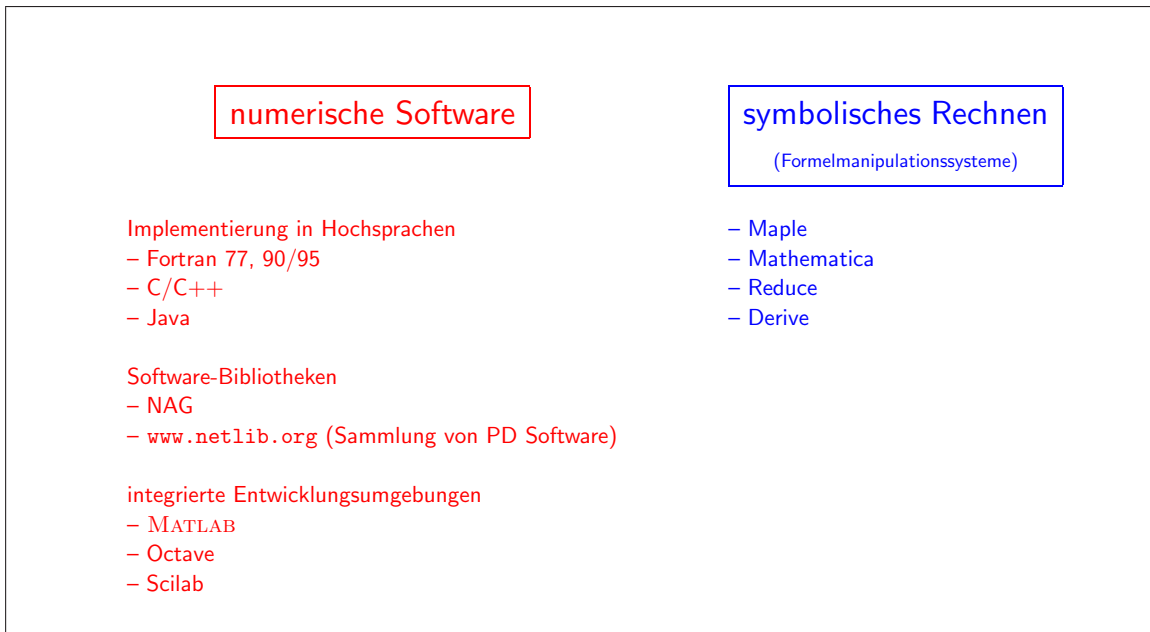 numerische Software
Implementierung in Hochsprachen
– Fortran 77, 90/95
– C/C++
– Java
Software-Bibliotheken
– NAG
– www.netlib.org (Sammlung von PD Software)
integrierte Entwicklungsumgebungen
– MATLAB
– Octave
– Scilab
symbolisches Rechnen
(Formelmanipulationssysteme)
– Maple
– Mathematica
– Reduce
– Derive